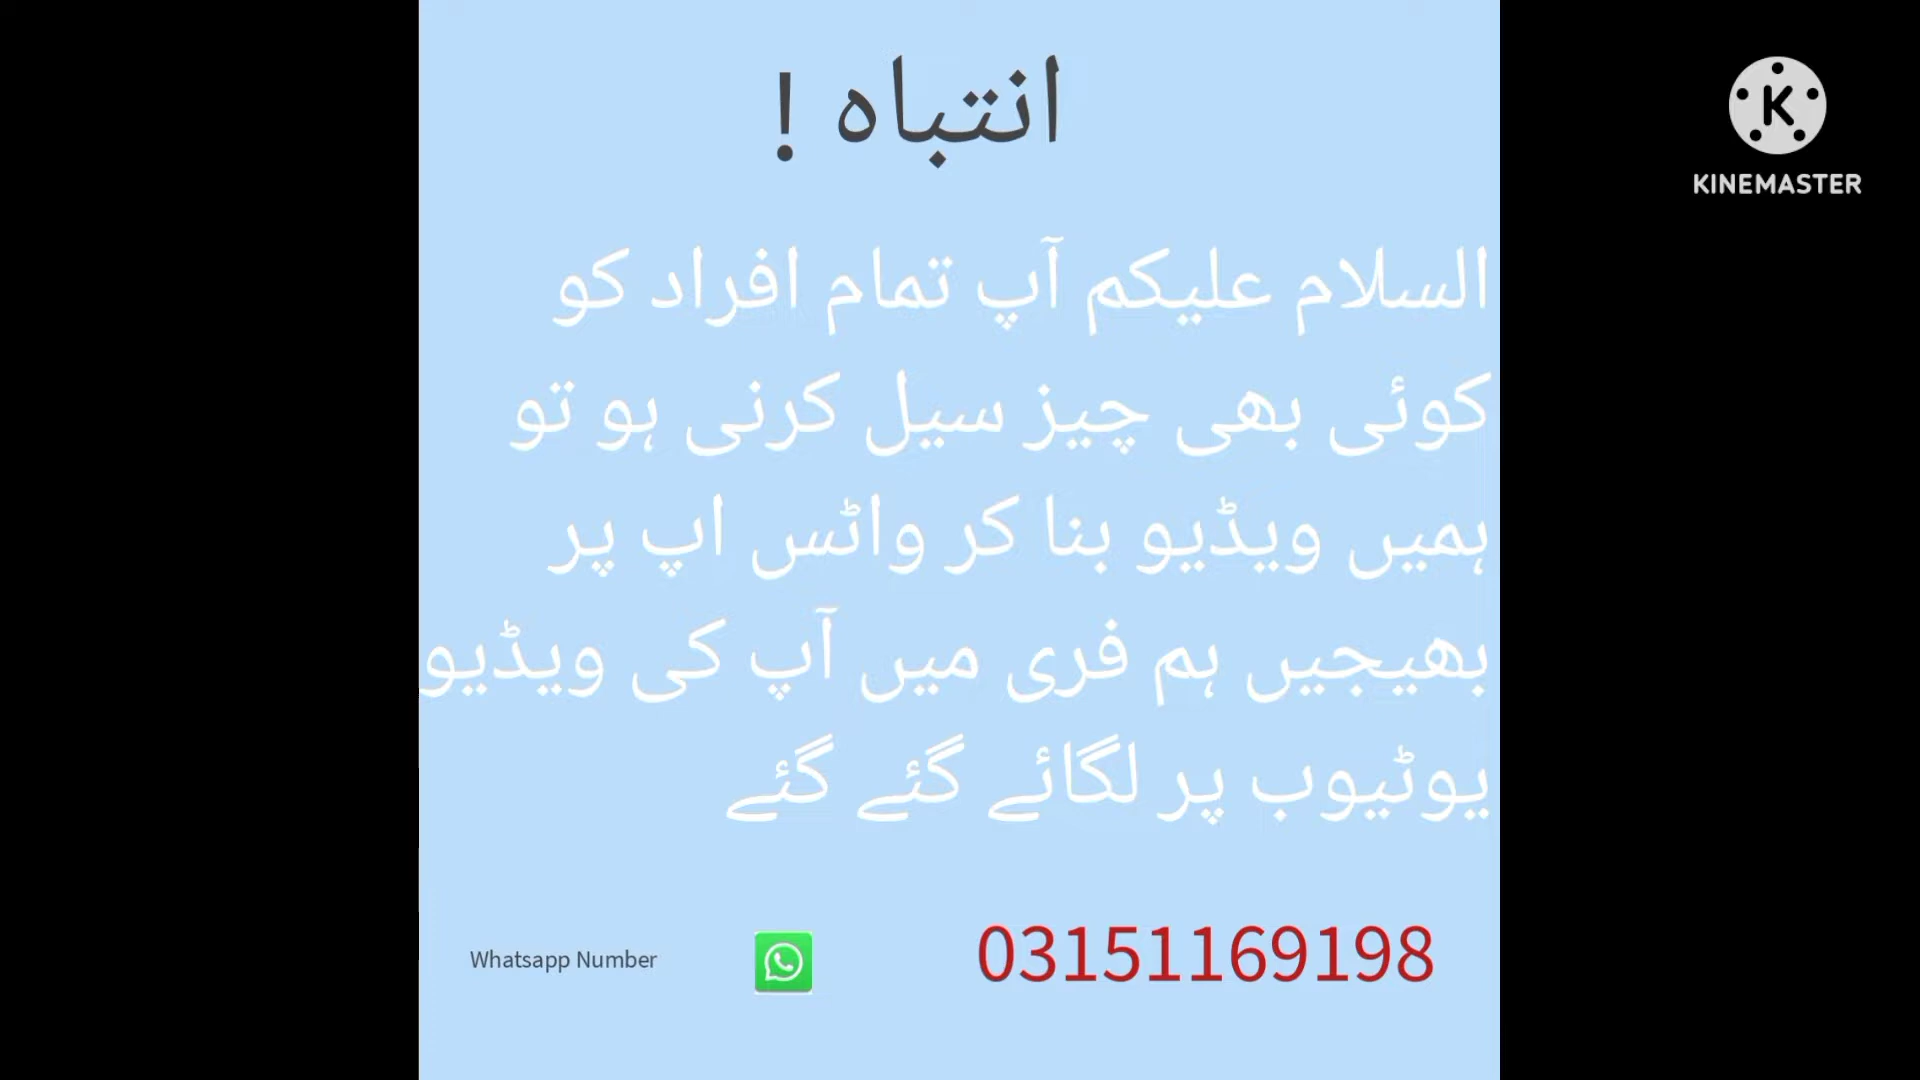 انتباہ !
السلام علیکم آپ تمام افراد کو
کوئی بھی چیز سیل کرنی ہو تو
ہمیں ویڈیو بنا کر واٹس اپ پر
بھیجیں ہم فری میں آپ کی ویڈیو
یوٹیوب پر لگائے گئے گئے
Whatsapp Number
03151169198
KINEMASTER